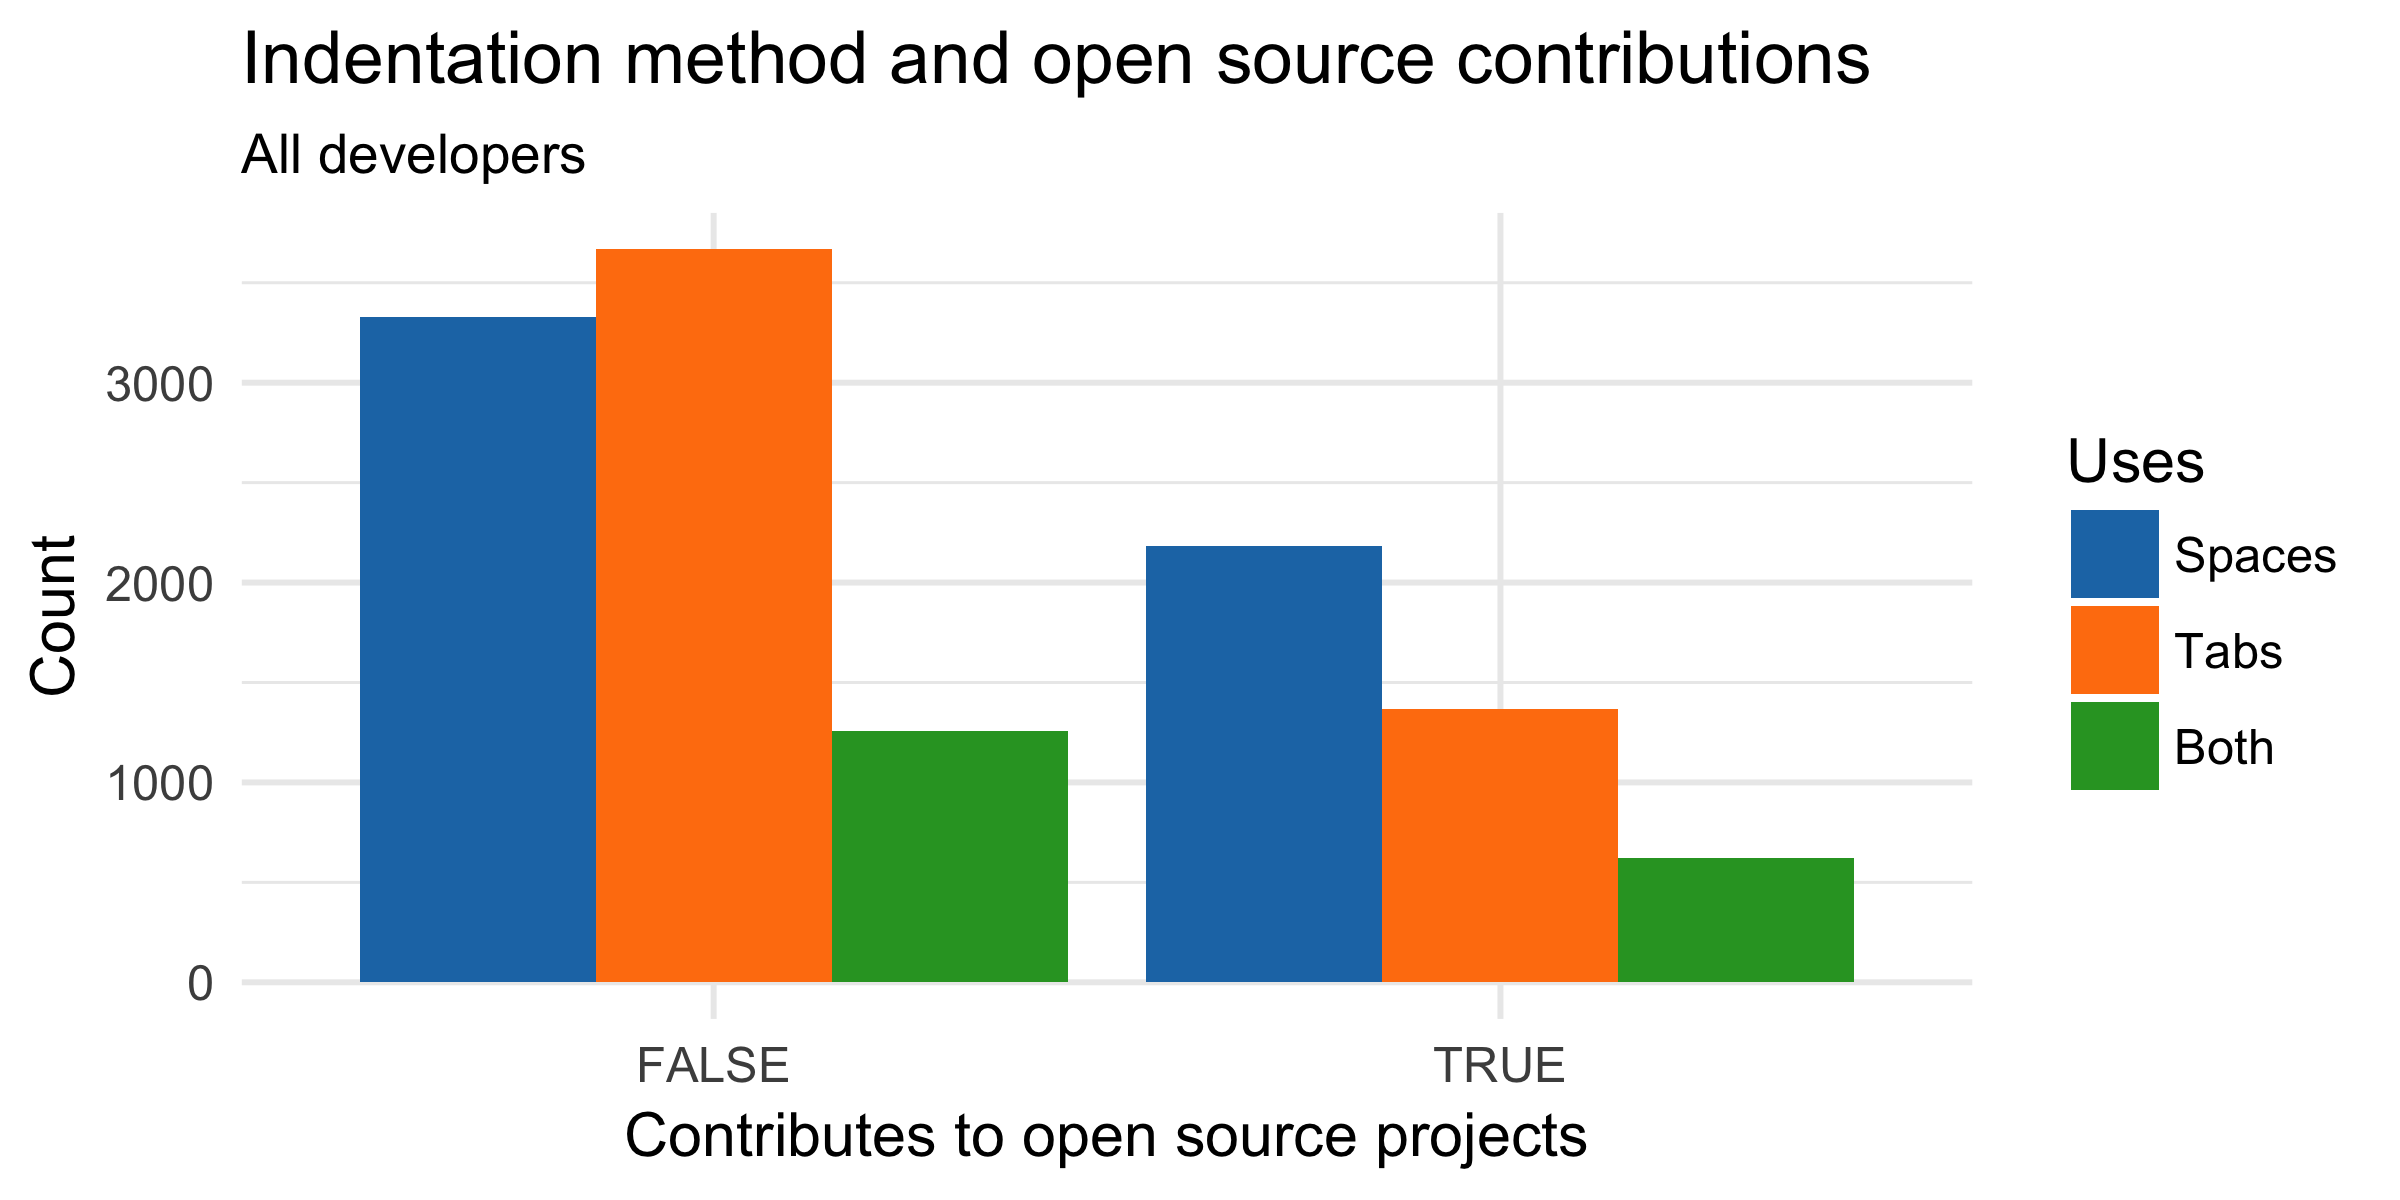 Indentation method and open source contributions
All developers
Count
3000
2000
1000
0
FALSE
TRUE
Contributes to open source projects
Uses
Spaces
Tabs
Both